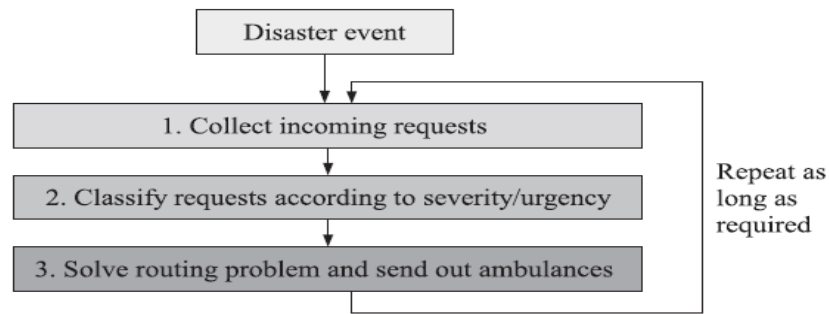 Disaster event
1. Collect incoming requests
2. Classify requests according to severity/urgency
3. Solve routing problem and send out ambulances
Repeat as
long as
required